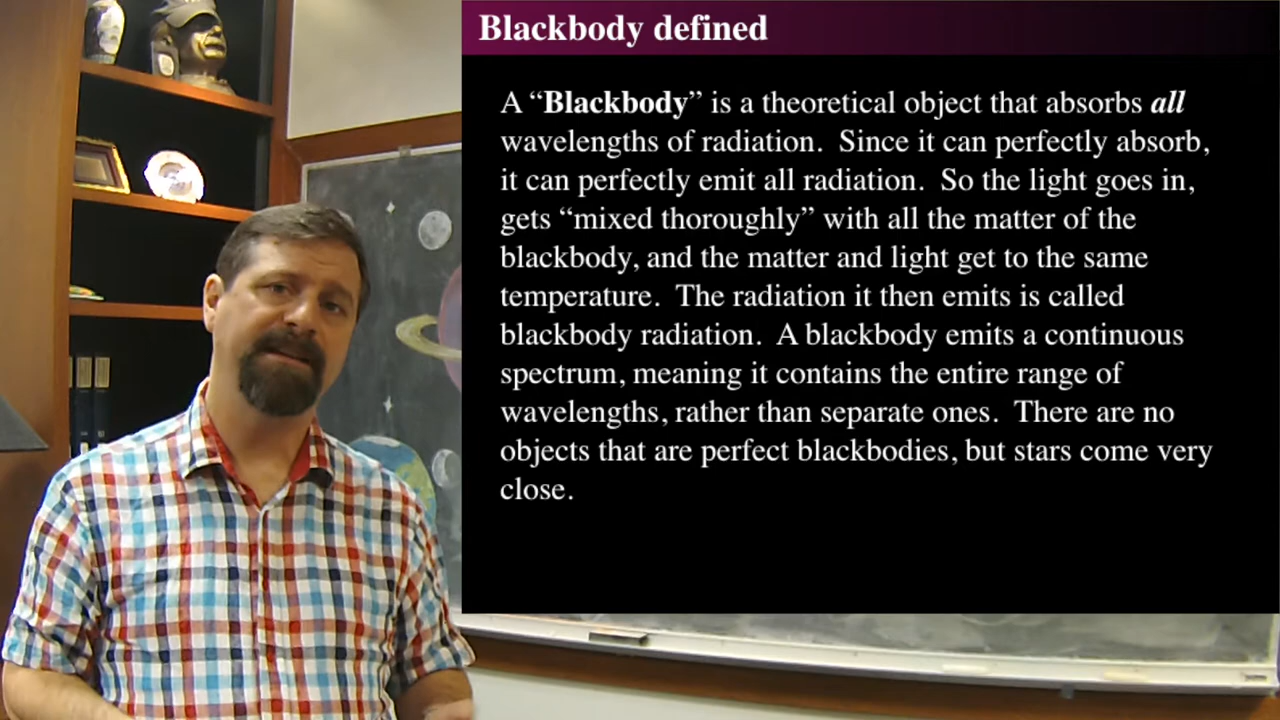 Blackbody defined
A “Blackbody” is a theoretical object that absorbs all
wavelengths of radiation.  Since it can perfectly absorb,
it can perfectly emit all radiation.  So the light goes in,
gets “mixed thoroughly” with all the matter of the
blackbody, and the matter and light get to the same
temperature.  The radiation it then emits is called
blackbody radiation.  A blackbody emits a continuous
spectrum, meaning it contains the entire range of
wavelengths, rather than separate ones.  There are no
objects that are perfect blackbodies, but stars come very
close.